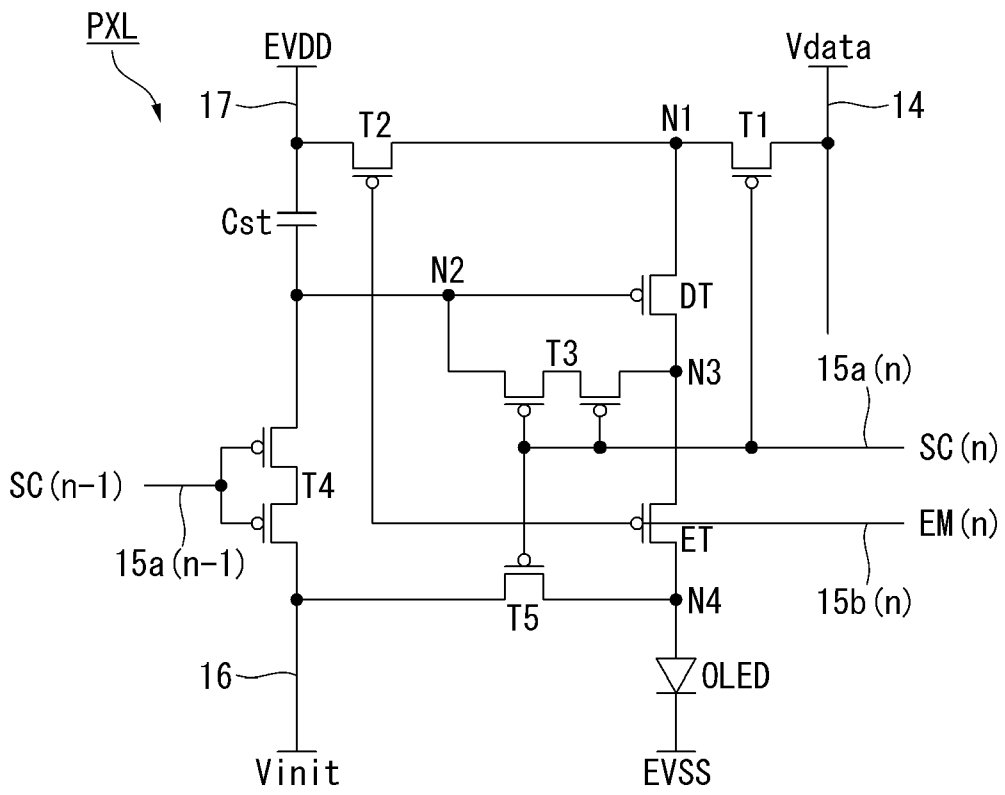 PXL
EVDD
Vdata
17
T2
N1
T1
14
Cst
N2
DT
T3
N3
15a(n)
SC(n)
SC(n-1)
T4
15a(n-1)
ET
EM(n)
T5
N4
15b(n)
16
OLED
Vinit
EVSS